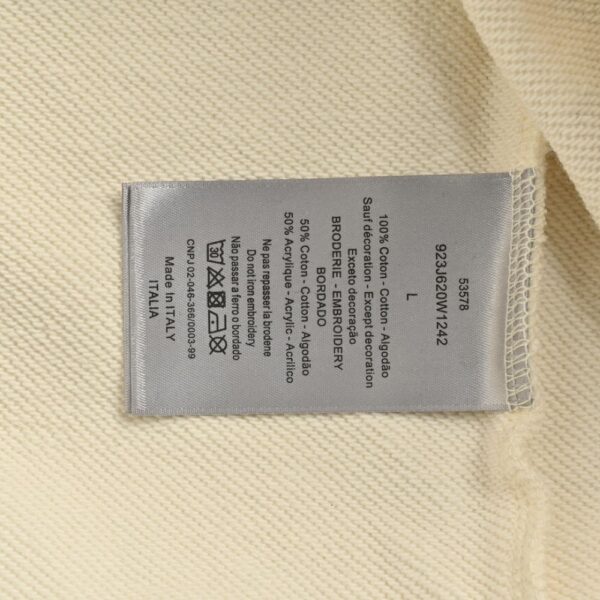 53578
923J620W1242
L
100% Coton - Cotton - Algodão
Sauf décoration - Except decoration
Exceto decoração
BRODERIE - EMBROIDERY
BORDADO
50% Coton - Cotton - Algodão
50% Acrylique - Acrylic - Acrilico
Ne pas repasser la broderie
Do not iron embroidery
Não passar a ferro o bordado
30
CNPJ 02-046-366/0003-99
Made In ITALY
ITALIA